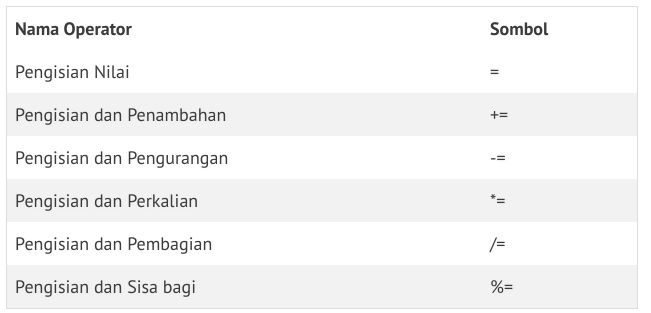 Nama Operator Sombol
Pengisian Nilai =
Pengisian dan Penambahan +=
Pengisian dan Pengurangan -=
Pengisian dan Perkalian *=
Pengisian dan Pembagian /=
Pengisian dan Sisa bagi %=